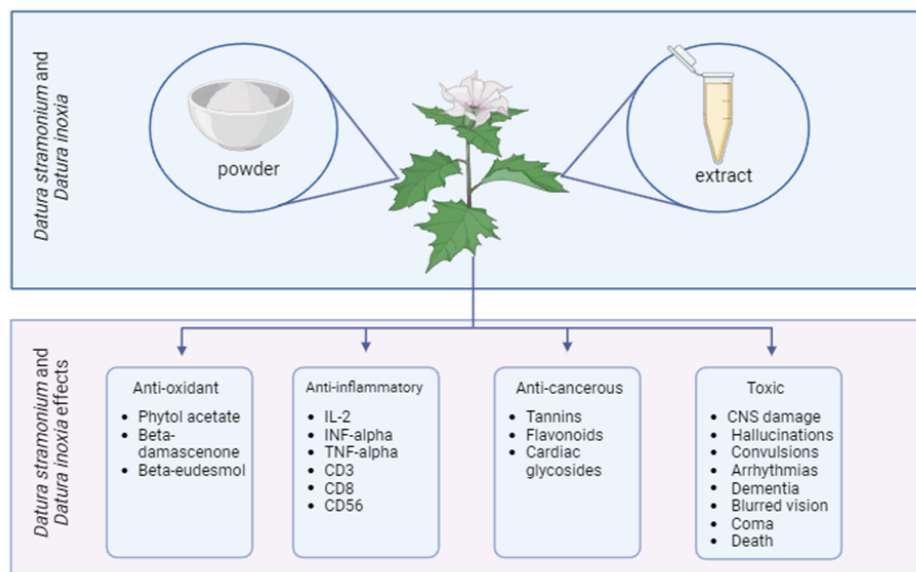 Datura stramonium and
Datura inoxia
powder
extract
Datura stramonium and
Datura inoxia effects
Anti-oxidant
• Phytol acetate
• Beta-
damascenone
• Beta-eudesmol
Anti-inflammatory
• IL-2
• INF-alpha
• TNF-alpha
• CD3
• CD8
• CD56
Anti-cancerous
• Tannins
• Flavonoids
• Cardiac
glycosides
Toxic
• CNS damage
• Hallucinations
• Convulsions
• Arrhythmias
• Dementia
• Blurred vision
• Coma
• Death